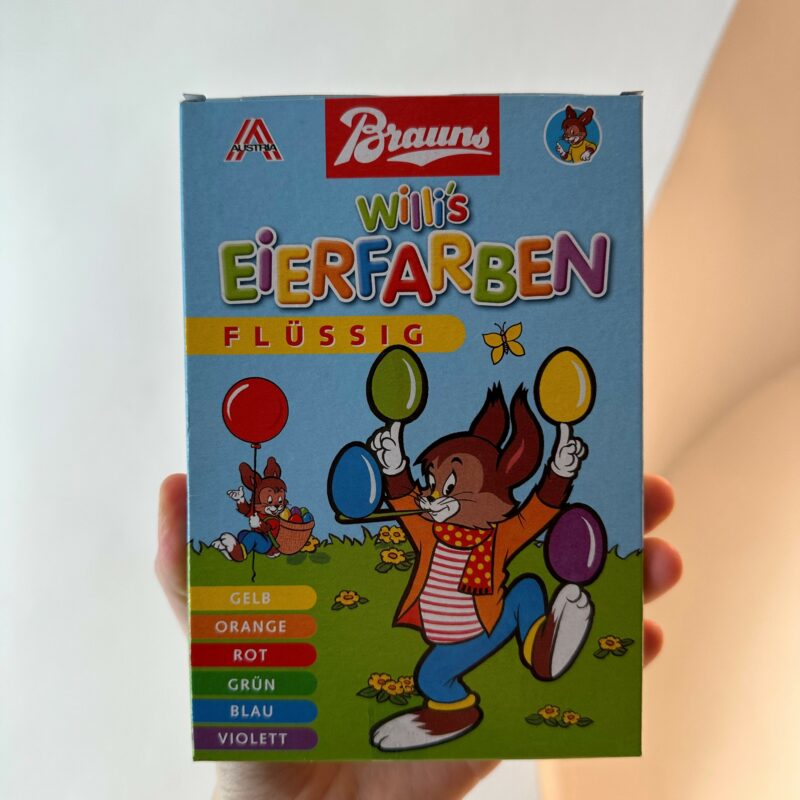 AUSTRIA
Brauns
Willi's
EiERFARBEN
FLÜSSIG
GELB
ORANGE
ROT
GRÜN
BLAU
VIOLETT